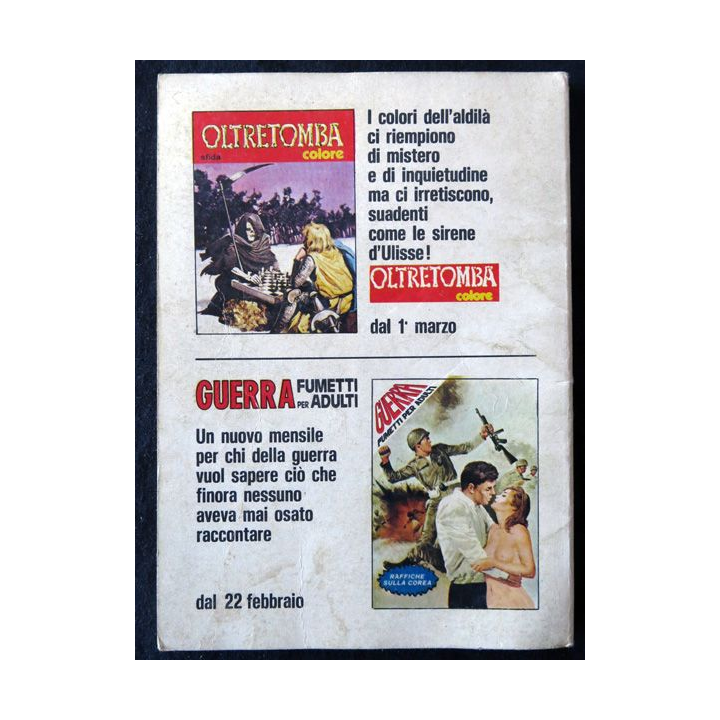 OLTRETOMBA
sfida
colore
I colori dell'aldilà
ci riempiono
di mistero
e di inquietudine
ma ci irretiscono,
suadenti
come le sirene
d'Ulisse!
OLTRETOMBA
colore
dal 1° marzo
GUERRA FUMETTI PER ADULTI
Un nuovo mensile
per chi della guerra
vuol sapere ciò che
finora nessuno
aveva mai osato
raccontare
dal 22 febbraio
GUERRA
FUMETTI PER ADULTI
RAFFICHE
SULLA COREA